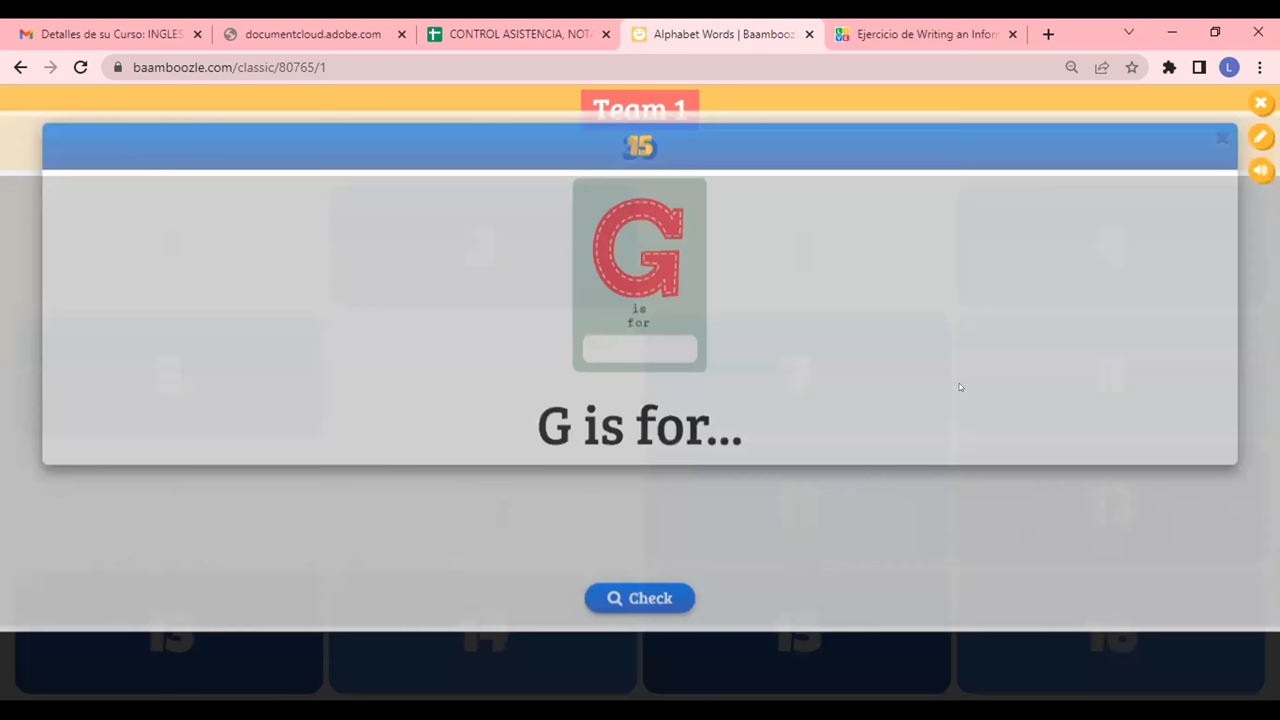 Detalles de su Curso: INGLES
documentcloud.adobe.com
CONTROL ASISTENCIA, NOTA
Alphabet Words | Baambooz
Ejercicio de Writing an Infor
baamboozle.com/classic/80765/1
L
Team 1
15
G
is
for
G is for...
Check
13
14
15
16